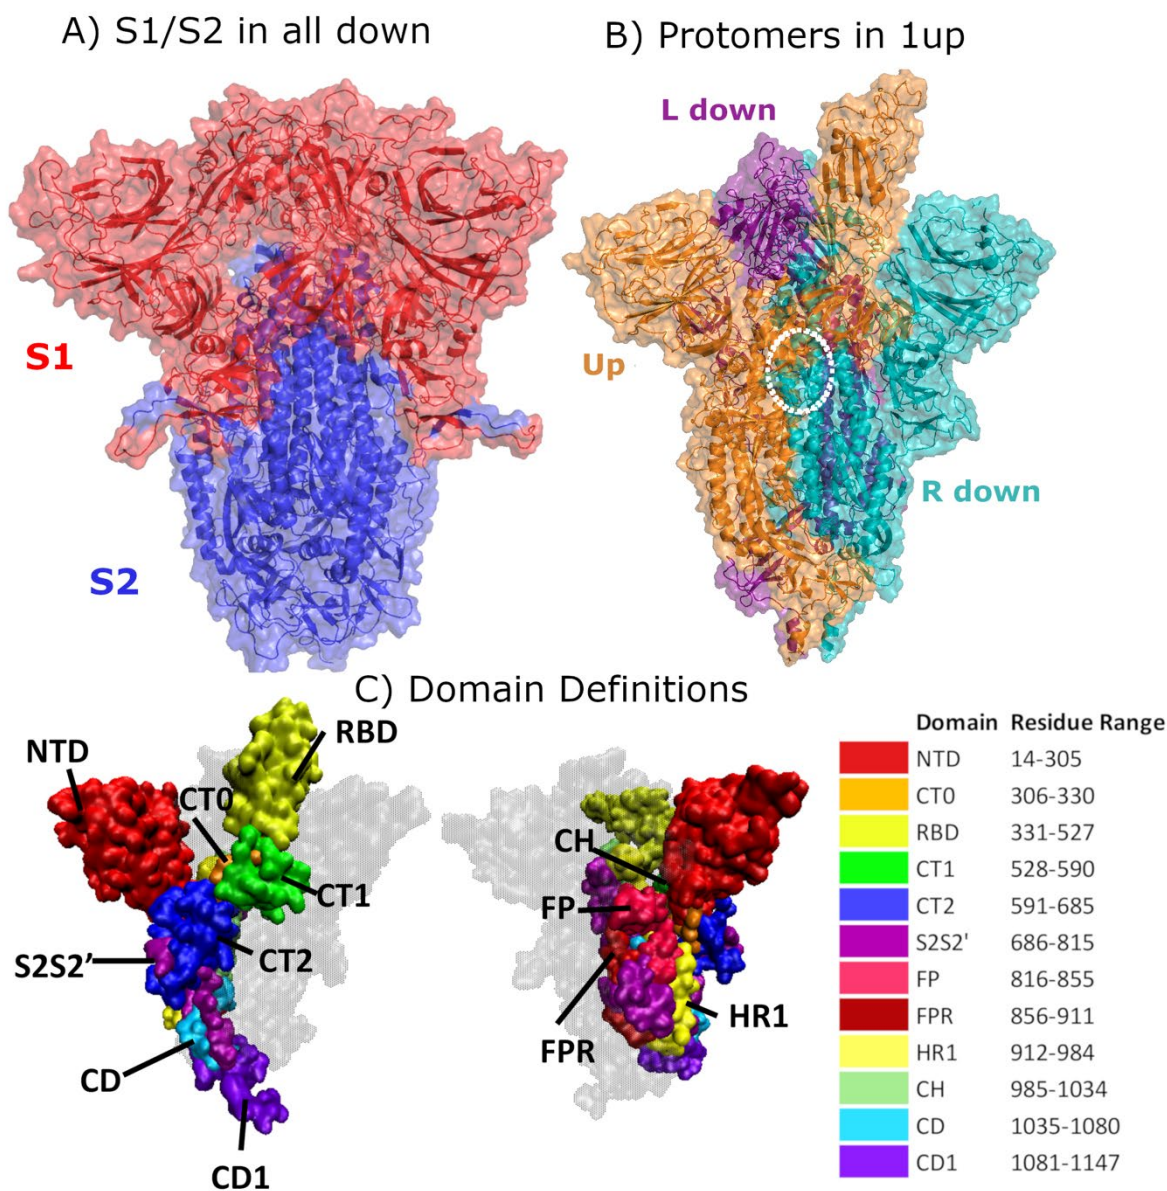 A) S1/S2 in all down
B) Protomers in 1up
L down
Up
S1
R down
S2
C) Domain Definitions
NTD
RBD
CT0
CT1
CT2
S2S2’
CD
CD1
CH
FP
FPR
HR1
Domain Residue Range
NTD 14-305
CT0 306-330
RBD 331-527
CT1 528-590
CT2 591-685
S2S2' 686-815
FP 816-855
FPR 856-911
HR1 912-984
CH 985-1034
CD 1035-1080
CD1 1081-1147